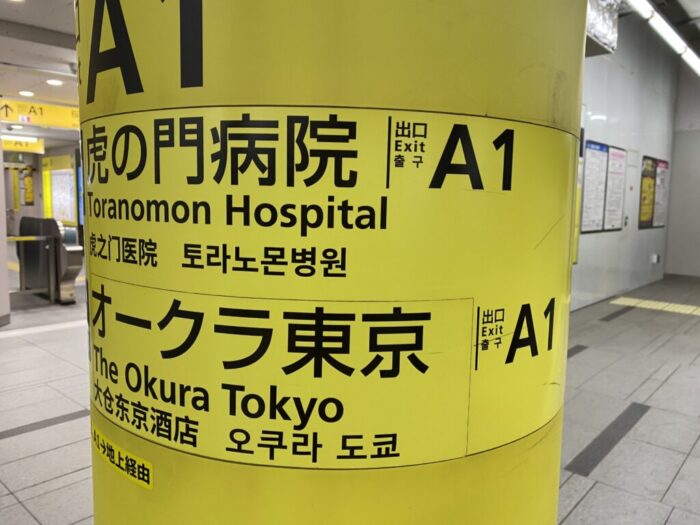 A1
A1
虎の門病院
出口
Exit
출구
A1
Toranomon Hospital
虎之门医院 토라노몬병원
オークラ東京
出口
Exit
출구
A1
The Okura Tokyo
大仓东京酒店 오쿠라 도쿄
A1→地上経由